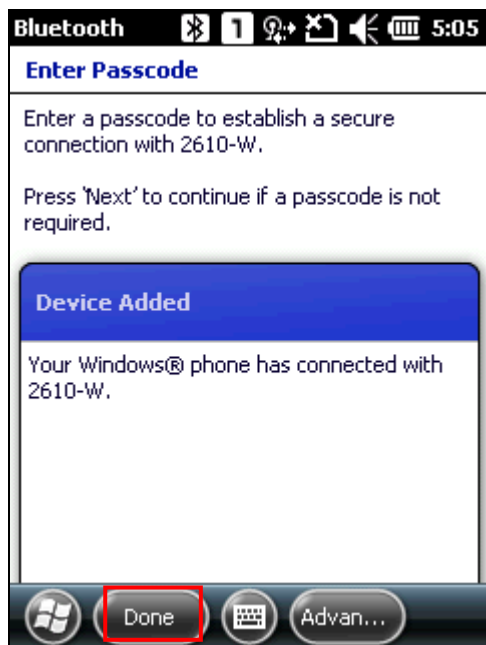 Bluetooth 1 5:05
Enter Passcode
Enter a passcode to establish a secure
connection with 2610-W.
Press 'Next' to continue if a passcode is not
required.
Device Added
Your Windows® phone has connected with
2610-W.
Done Advan...